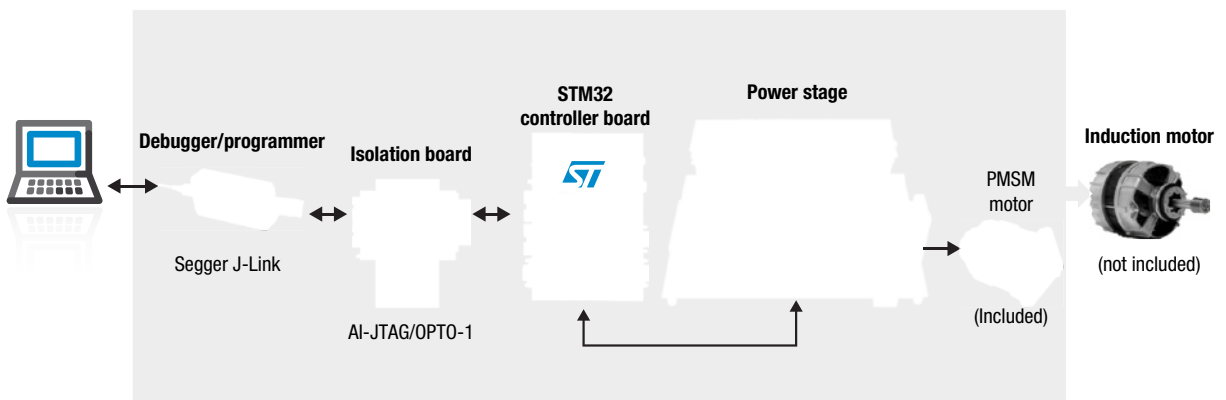 STM32
controller board
Power stage
Debugger/programmer
Isolation board
Induction motor
ST
PMSM
motor
Segger J-Link
(not included)
(Included)
AI-JTAG/OPTO-1